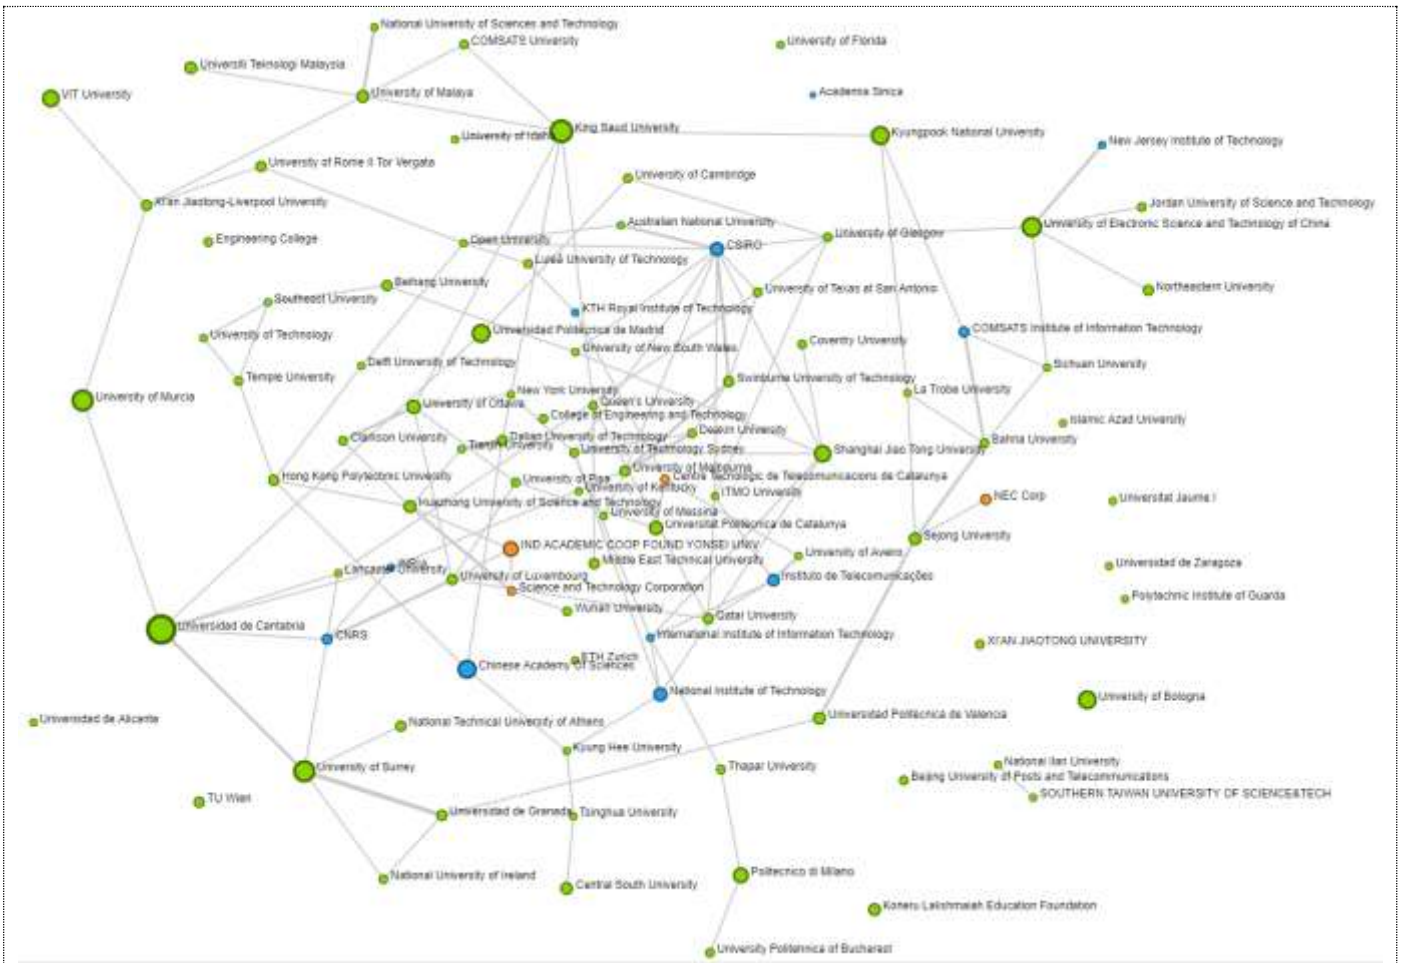 National University of Sciences and Technology
COMSATS University
University of Florida
Universiti Teknologi Malaysia
University of Malaya
VIT University
Academia Sinica
King Saud University
University of Idaho
Kyungpook National University
New Jersey Institute of Technology
University of Rome II Tor Vergata
University of Cambridge
Xi'an Jiaotong-Liverpool University
Jordan University of Science and Technology
Australian National University
University of Electronic Science and Technology of China
Engineering College
Open University
University of Glasgow
CSIRO
Luleå University of Technology
Beihang University
University of Texas at San Antonio
Northeastern University
Southeast University
KTH Royal Institute of Technology
University of Technology
Universidad Politécnica de Madrid
COMSATS Institute of Information Technology
Coventry University
University of New South Wales
Delft University of Technology
Sichuan University
Temple University
Swinburne University of Technology
La Trobe University
New York University
University of Murcia
University of Ottawa
Queen's University
College of Engineering and Technology
Islamic Azad University
Deakin University
Clarkson University
Dalian University of Technology
Bahria University
Tianjin University
University of Technology Sydney
Shanghai Jiao Tong University
University of Melbourne
Hong Kong Polytechnic University
Centre Tecnologic de Telecomunicacions de Catalunya
University of Pisa
University of Kentucky
ITMO University
NEC Corp
Universitat Jaume I
Huazhong University of Science and Technology
University of Messina
Universitat Politecnica de Catalunya
Sejong University
IND ACADEMIC COOP FOUND YONSEI UNIV
University of Aveiro
Middle East Technical University
Universidad de Zaragoza
INRIA
Lancaster University
University of Luxembourg
Instituto de Telecomunicações
Science and Technology Corporation
Polytechnic Institute of Guarda
Wuhan University
Qatar University
Universidad de Cantabria
CNRS
International Institute of Information Technology
XI'AN JIAOTONG UNIVERSITY
ETH Zurich
Chinese Academy Of Sciences
National Institute of Technology
University of Bologna
Universidad Politécnica de Valencia
Universidad de Alicante
National Technical University of Athens
Kyung Hee University
National Ilan University
Thapar University
University of Surrey
Beijing University of Posts and Telecommunications
SOUTHERN TAIWAN UNIVERSITY OF SCIENCE&TECH
TU Wien
Universidad de Granada
Tsinghua University
Politecnico di Milano
National University of Ireland
Central South University
Koneru Lakshmaiah Education Foundation
University Politehnica of Bucharest